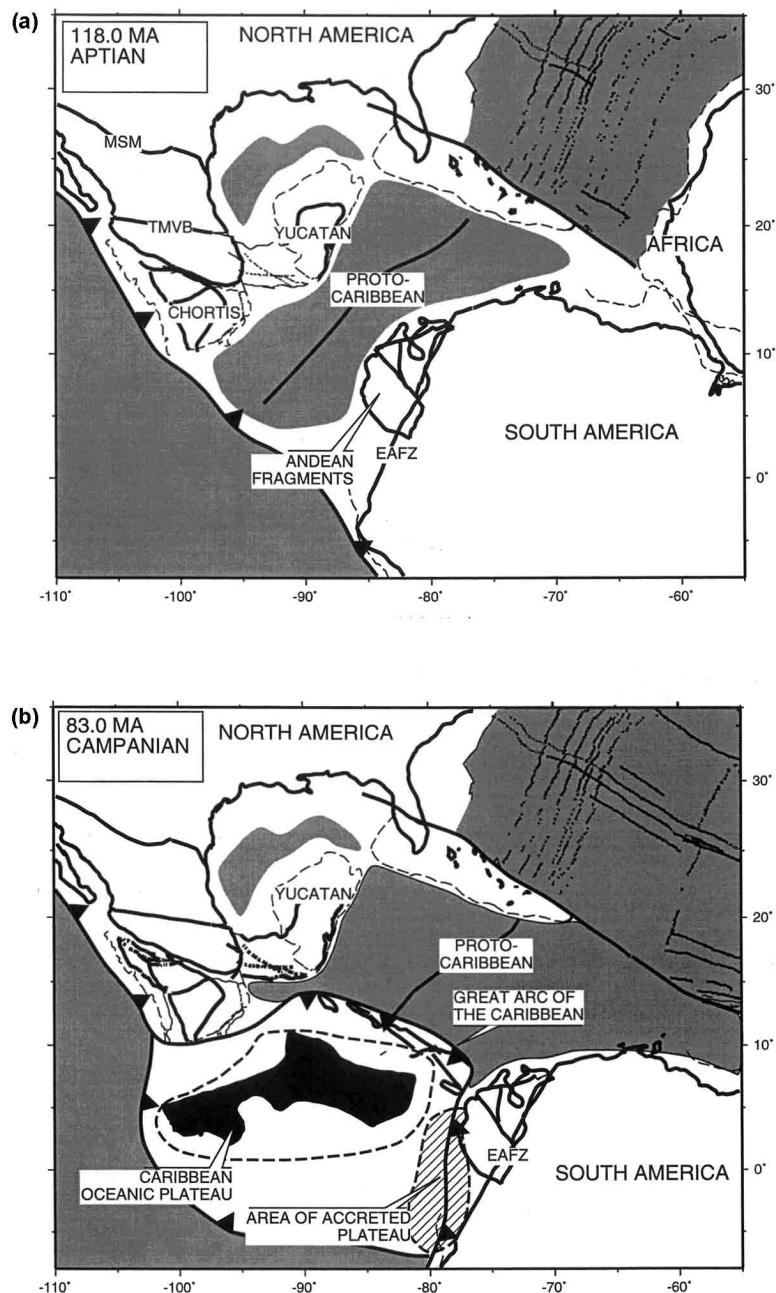 (a)
118.0 MA
APTIAN
NORTH AMERICA
MSM
TMVB
YUCATAN
CHORTIS
PROTO-
CARIBBEAN
AFRICA
SOUTH AMERICA
ANDEAN
FRAGMENTS
EAFZ
30˚
20˚
10˚
0˚
-110˚
-100˚
-90˚
-80˚
-70˚
-60˚
(b)
83.0 MA
CAMPANIAN
NORTH AMERICA
YUCATAN
PROTO-
CARIBBEAN
GREAT ARC OF
THE CARIBBEAN
CARIBBEAN
OCEANIC PLATEAU
AREA OF ACCRETED
PLATEAU
EAFZ
SOUTH AMERICA
30˚
20˚
10˚
0˚
-110˚
-100˚
-90˚
-80˚
-70˚
-60˚